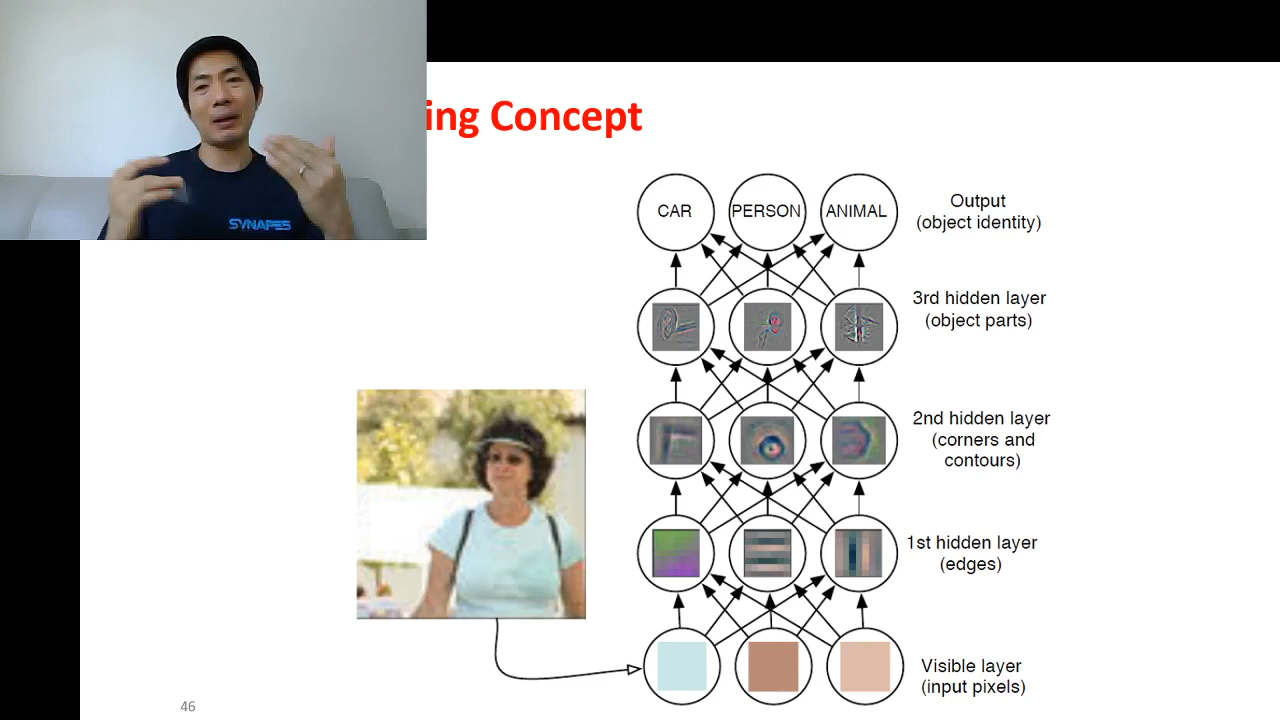 SYNAPES
ing Concept
CAR
PERSON
ANIMAL
Output
(object identity)
3rd hidden layer
(object parts)
2nd hidden layer
(corners and
contours)
1st hidden layer
(edges)
Visible layer
(input pixels)
46